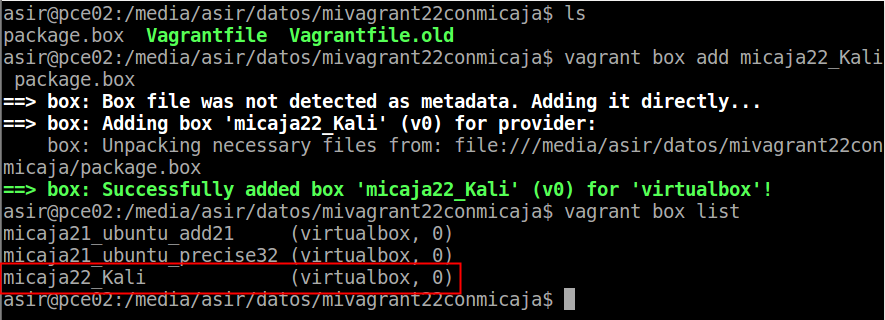 asir@pce02:/media/asir/datos/mivagrant22conmicaja$ ls
package.box  Vagrantfile  Vagrantfile.old
asir@pce02:/media/asir/datos/mivagrant22conmicaja$ vagrant box add micaja22_Kali
 package.box
==> box: Box file was not detected as metadata. Adding it directly...
==> box: Adding box 'micaja22_Kali' (v0) for provider:
    box: Unpacking necessary files from: file:///media/asir/datos/mivagrant22con
micaja/package.box
==> box: Successfully added box 'micaja22_Kali' (v0) for 'virtualbox'!
asir@pce02:/media/asir/datos/mivagrant22conmicaja$ vagrant box list
micaja21_ubuntu_add21     (virtualbox, 0)
micaja21_ubuntu_precise32 (virtualbox, 0)
micaja22_Kali             (virtualbox, 0)
asir@pce02:/media/asir/datos/mivagrant22conmicaja$